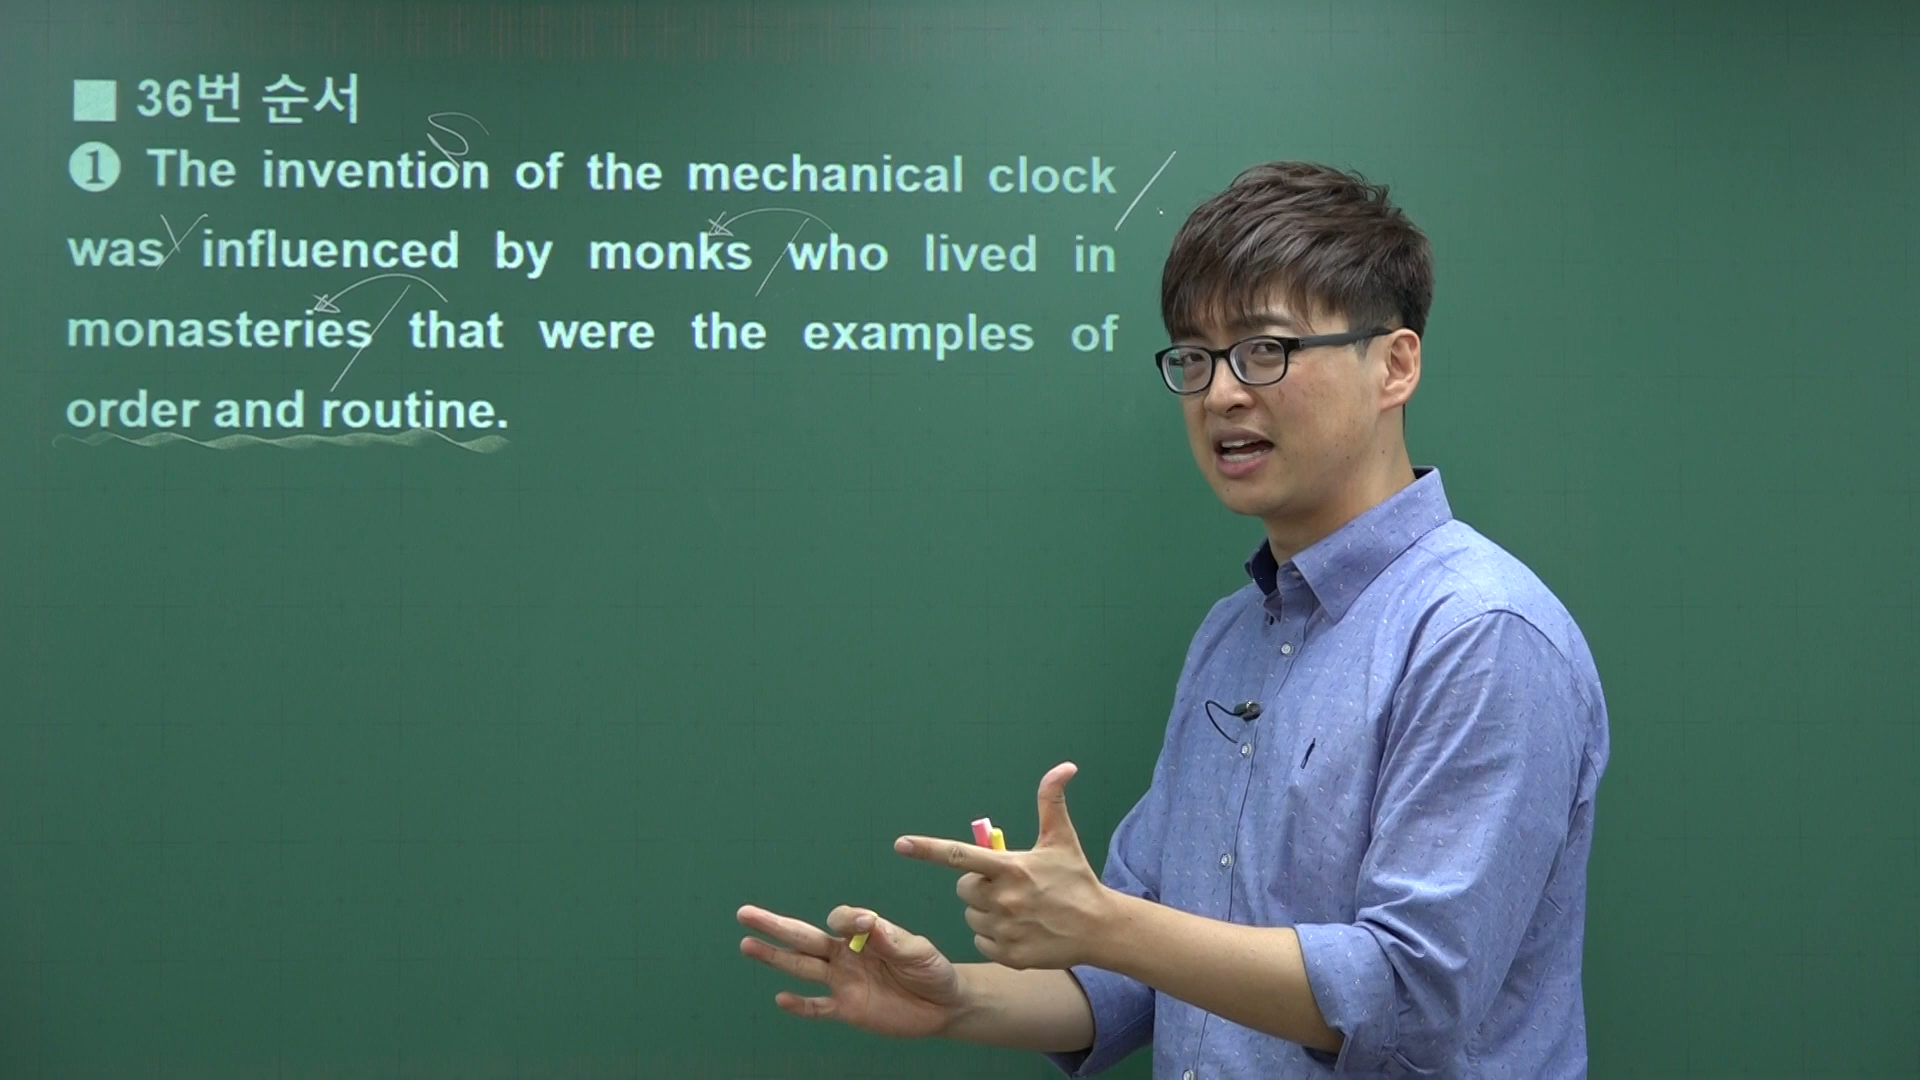 ■ 36번 순서
❶ The invention of the mechanical clock
was influenced by monks who lived in
monasteries that were the examples of
order and routine.
S
V